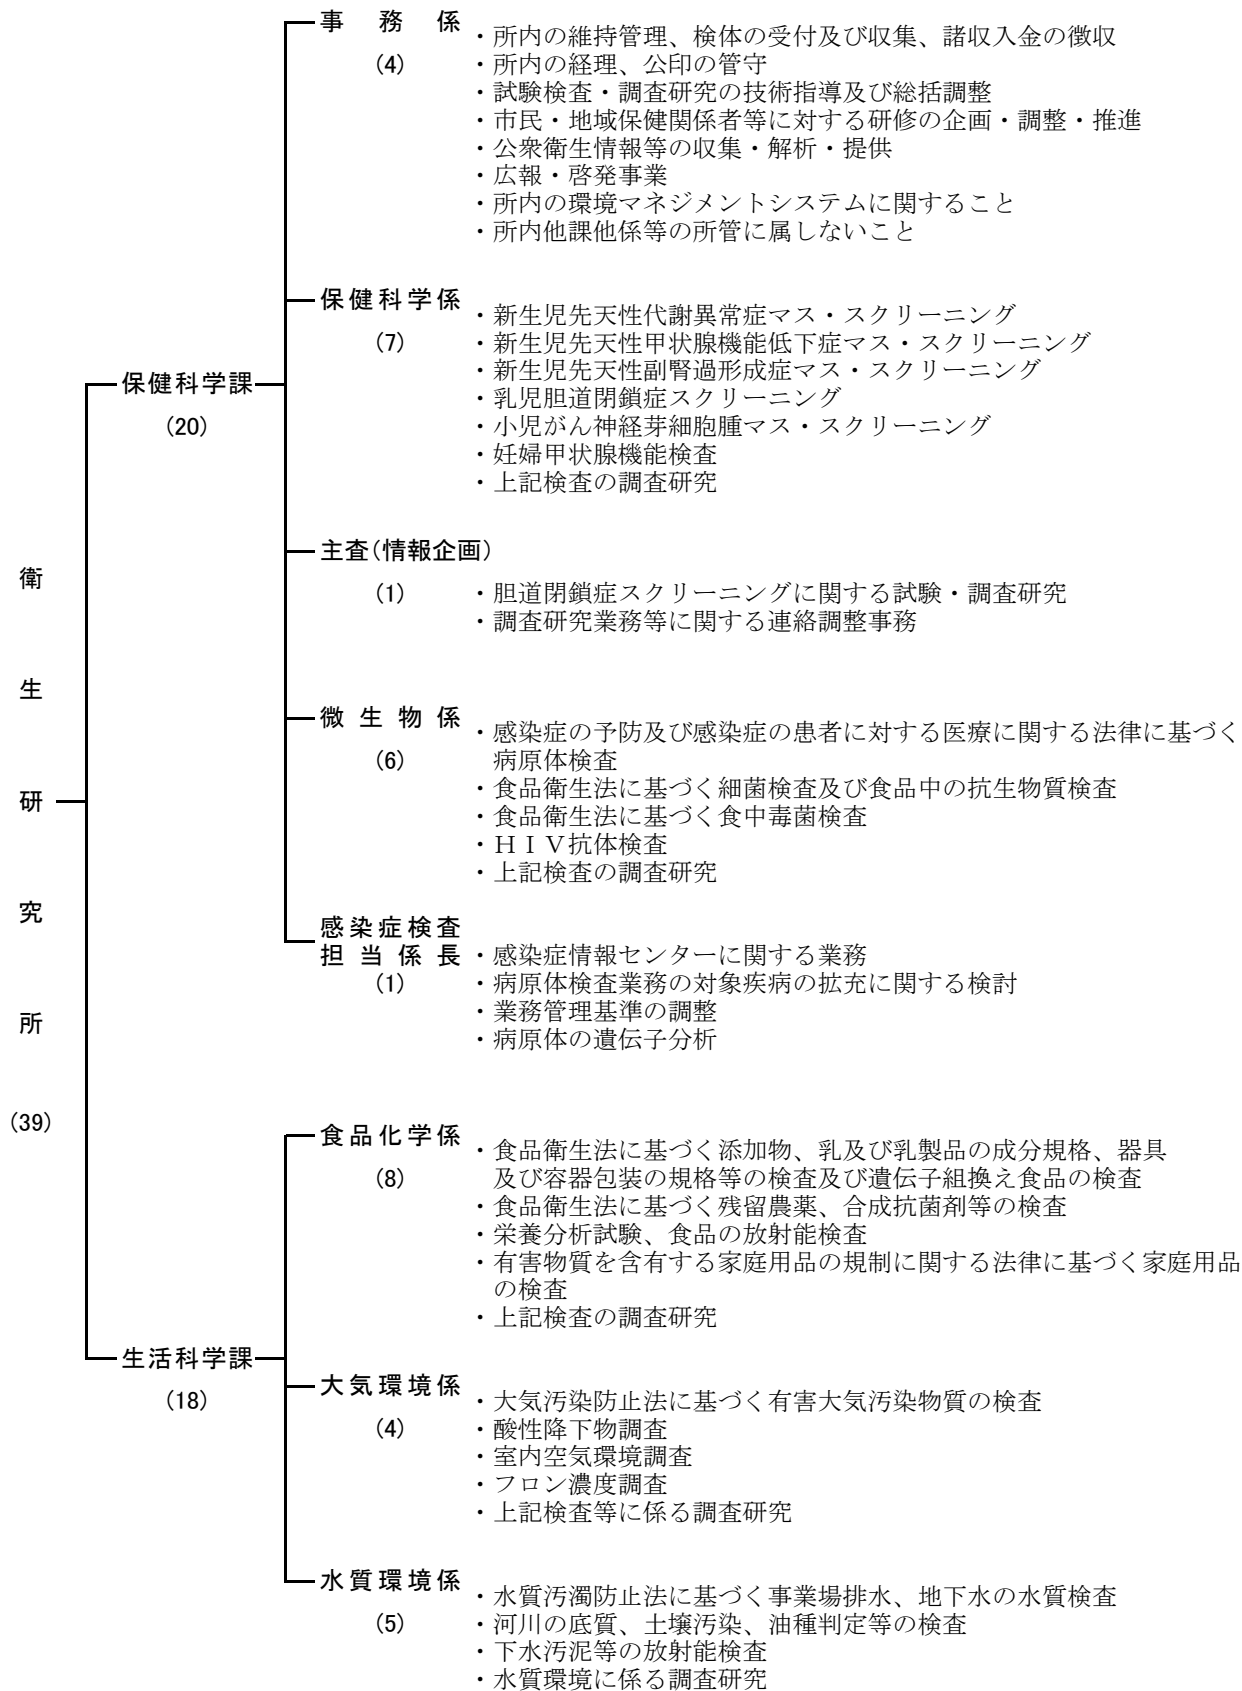 衛生研究所
(39)
保健科学課
(20)
事務係
(4)
・所内の維持管理、検体の受付及び収集、諸収入金の徴収
・所内の経理、公印の管守
・試験検査・調査研究の技術指導及び総括調整
・市民・地域保健関係者等に対する研修の企画・調整・推進
・公衆衛生情報等の収集・解析・提供
・広報・啓発事業
・所内の環境マネジメントシステムに関すること
・所内他課他係等の所管に属しないこと
保健科学係
(7)
・新生児先天性代謝異常症マス・スクリーニング
・新生児先天性甲状腺機能低下症マス・スクリーニング
・新生児先天性副腎過形成症マス・スクリーニング
・乳児胆道閉鎖症スクリーニング
・小児がん神経芽細胞腫マス・スクリーニング
・妊婦甲状腺機能検査
・上記検査の調査研究
主査(情報企画)
(1)
・胆道閉鎖症スクリーニングに関する試験・調査研究
・調査研究業務等に関する連絡調整事務
微生物係
(6)
・感染症の予防及び感染症の患者に対する医療に関する法律に基づく
病原体検査
・食品衛生法に基づく細菌検査及び食品中の抗生物質検査
・食品衛生法に基づく食中毒菌検査
・ＨＩＶ抗体検査
・上記検査の調査研究
感染症検査
担当係長
(1)
・感染症情報センターに関する業務
・病原体検査業務の対象疾病の拡充に関する検討
・業務管理基準の調整
・病原体の遺伝子分析
生活科学課
(18)
食品化学係
(8)
・食品衛生法に基づく添加物、乳及び乳製品の成分規格、器具
及び容器包装の規格等の検査及び遺伝子組換え食品の検査
・食品衛生法に基づく残留農薬、合成抗菌剤等の検査
・栄養分析試験、食品の放射能検査
・有害物質を含有する家庭用品の規制に関する法律に基づく家庭用品
の検査
・上記検査の調査研究
大気環境係
(4)
・大気汚染防止法に基づく有害大気汚染物質の検査
・酸性降下物調査
・室内空気環境調査
・フロン濃度調査
・上記検査等に係る調査研究
水質環境係
(5)
・水質汚濁防止法に基づく事業場排水、地下水の水質検査
・河川の底質、土壌汚染、油種判定等の検査
・下水汚泥等の放射能検査
・水質環境に係る調査研究